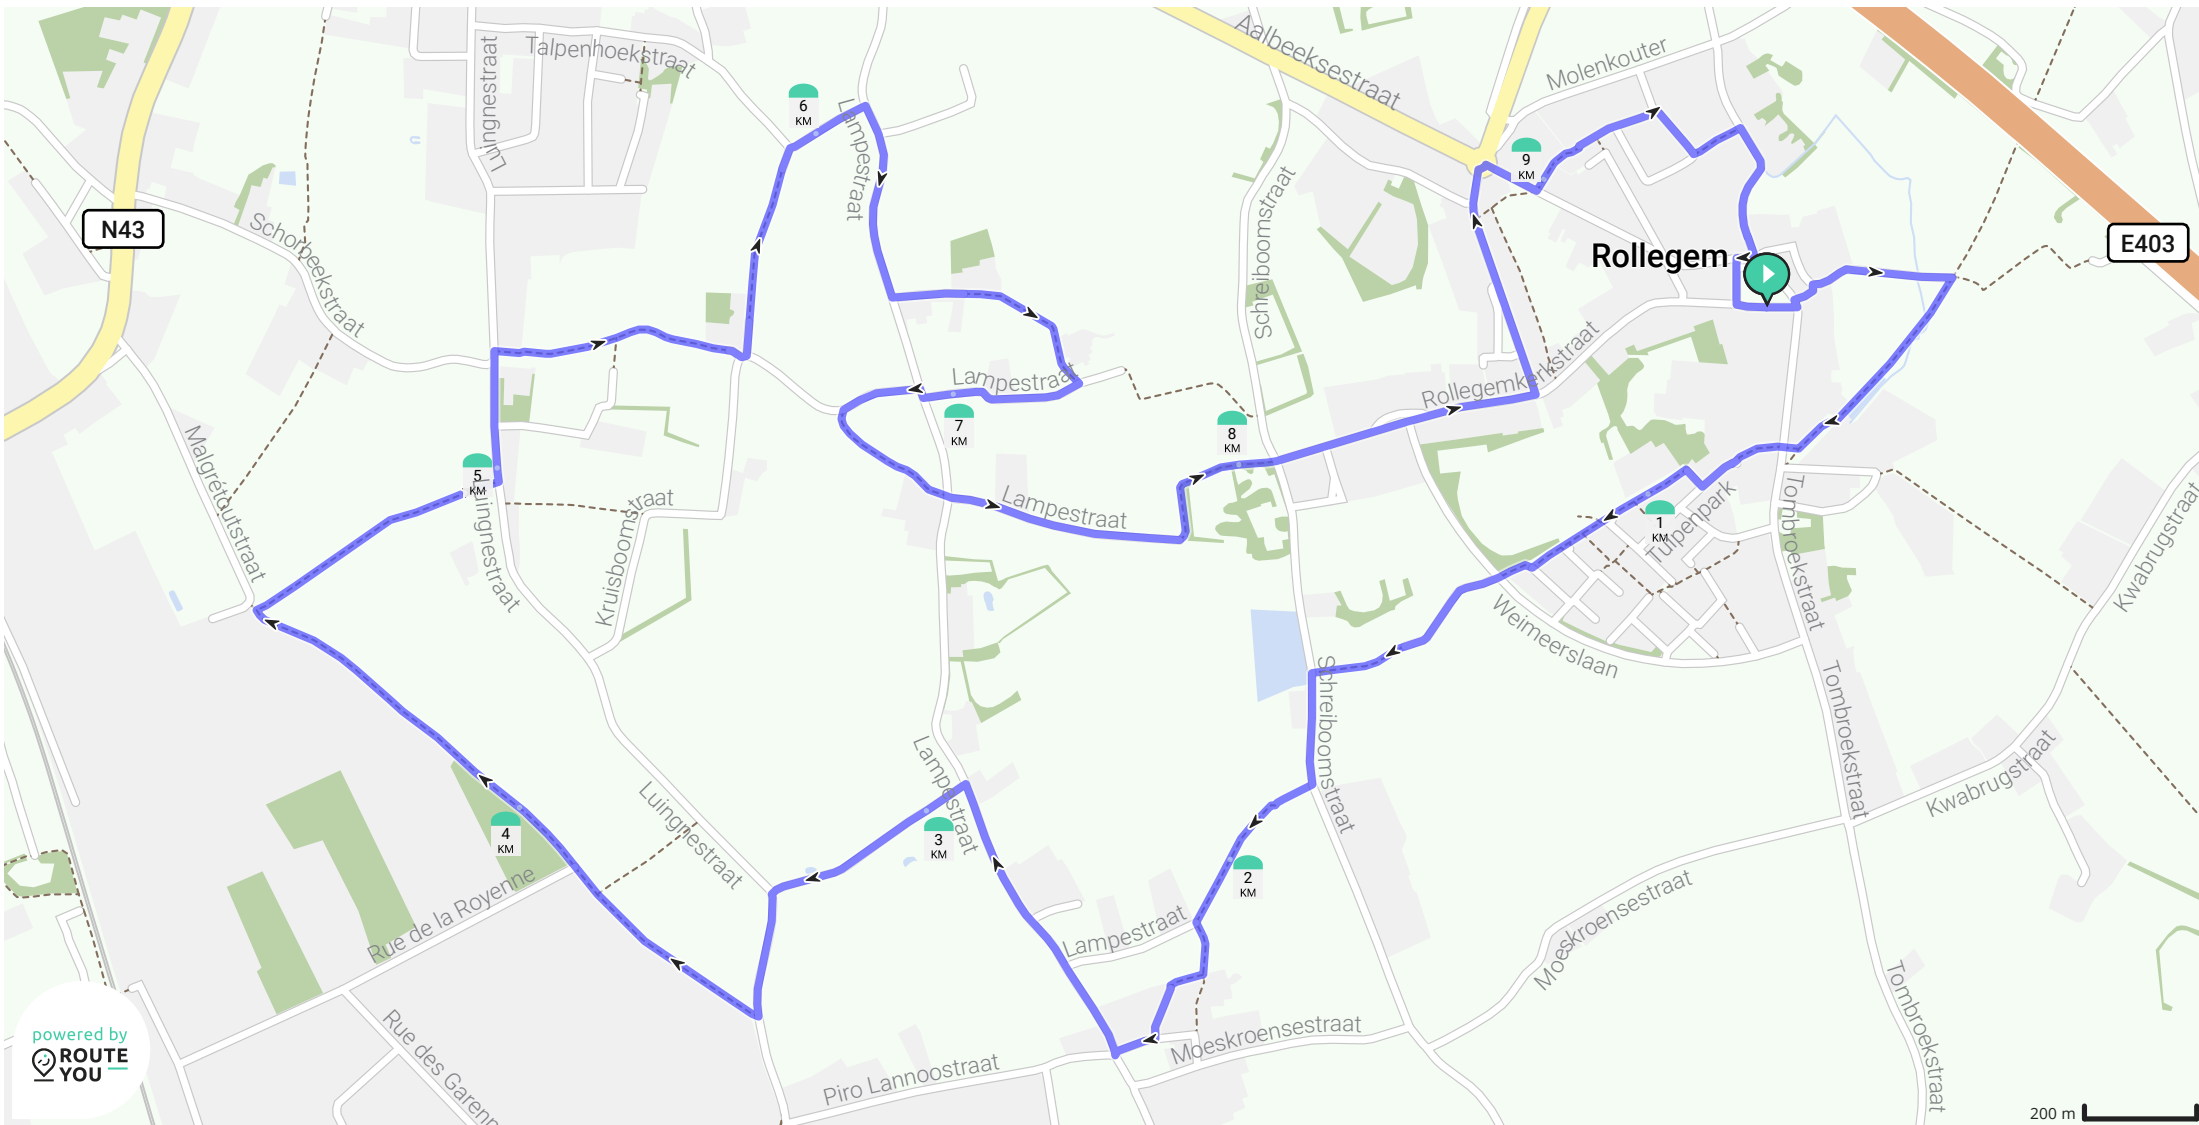 Talpenhoekstraat
Luingnestraat
Aalbeeksestraat
Molenkouter
6
KM
Lampestraat
9
KM
N43
Schorbeekstraat
Schreiboomstraat
Rollegem
E403
Lampestraat
Rollegemkerkstraat
7
KM
8
KM
Malgrétoutstraat
5
KM
Luingnestraat
Kruisboomstraat
Lampestraat
1
KM
Tulpenpark
Tombroekstraat
Kwabrugstraat
Weimeerslaan
Schreiboomstraat
Tombroekstraat
Kwabrugstraat
Lampestraat
Luingnestraat
3
KM
4
KM
2
KM
Rue de la Royenne
Lampestraat
Moeskroensestraat
Tombroekstraat
Rue des Garenn
Moeskroensestraat
Piro Lannoostraat
powered by
ROUTE
YOU
200 m